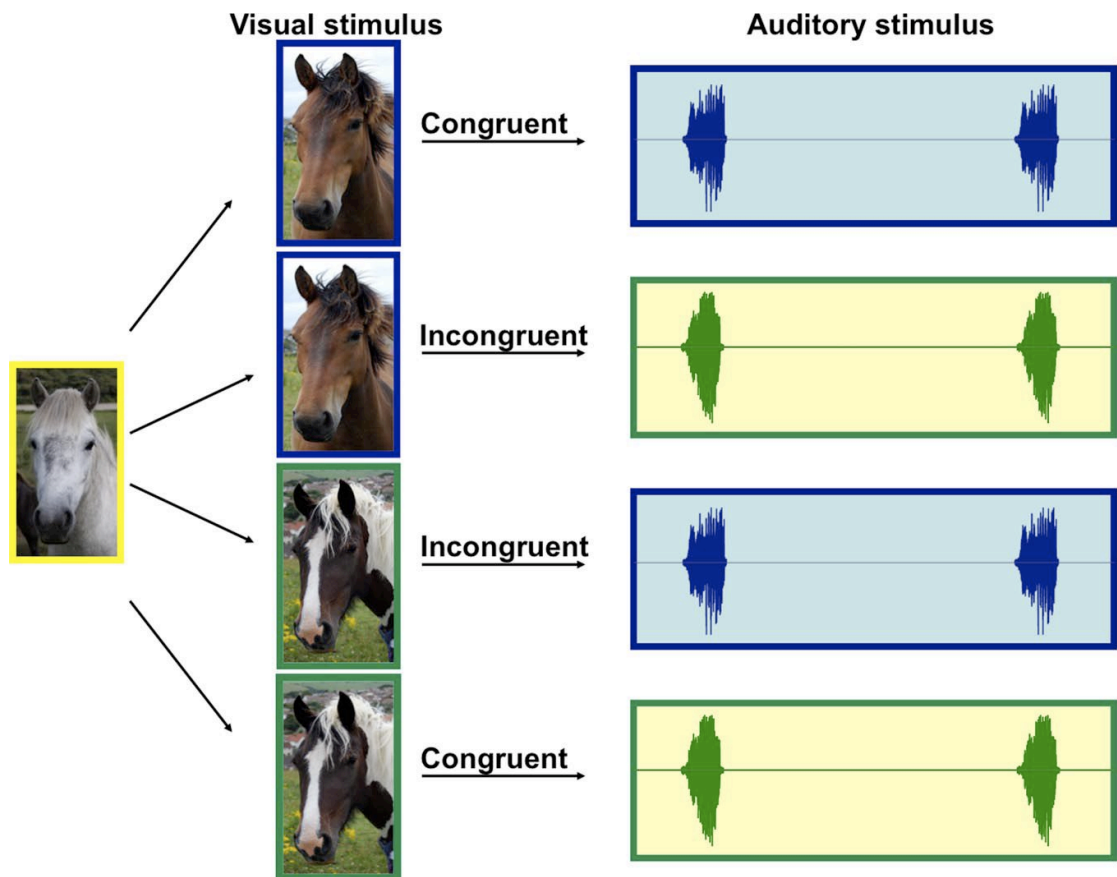 Visual stimulus
Auditory stimulus
Congruent
Incongruent
Incongruent
Congruent